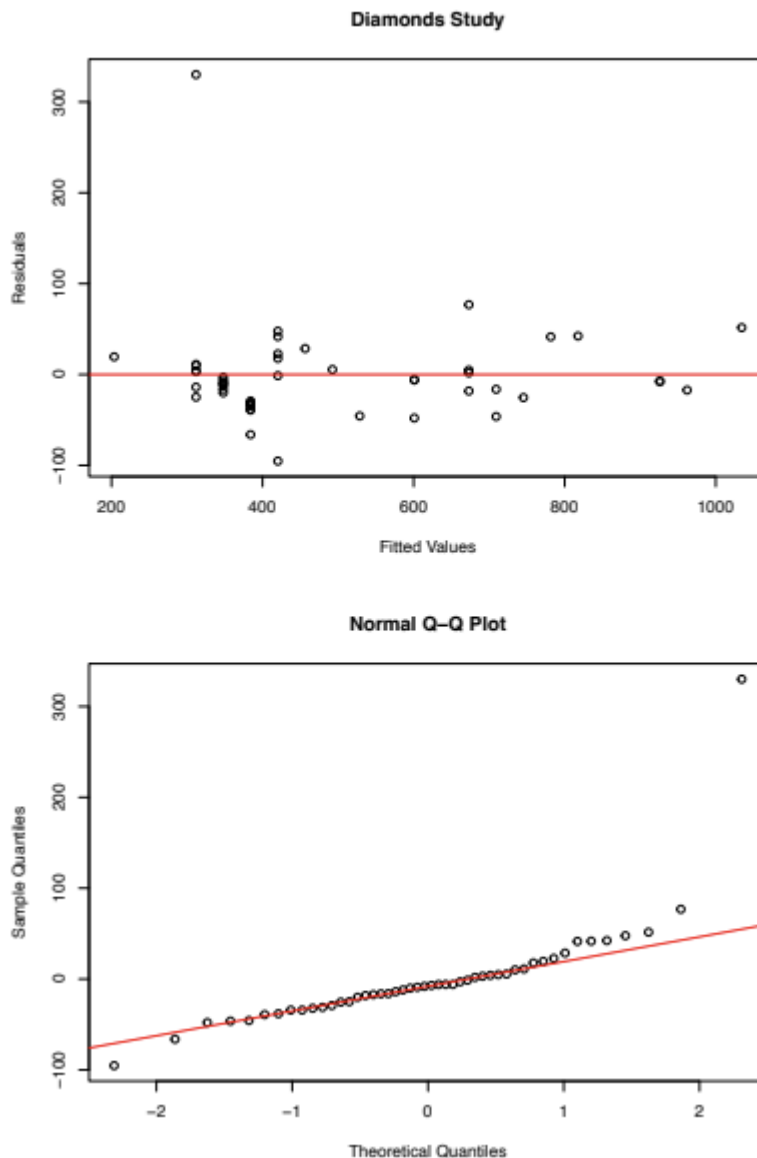 Diamonds Study
300
200
100
0
−100
Residuals
200 400 600 800 1000
Fitted Values
Normal Q−Q Plot
300
200
100
0
−100
Sample Quantiles
−2 −1 0 1 2
Theoretical Quantiles